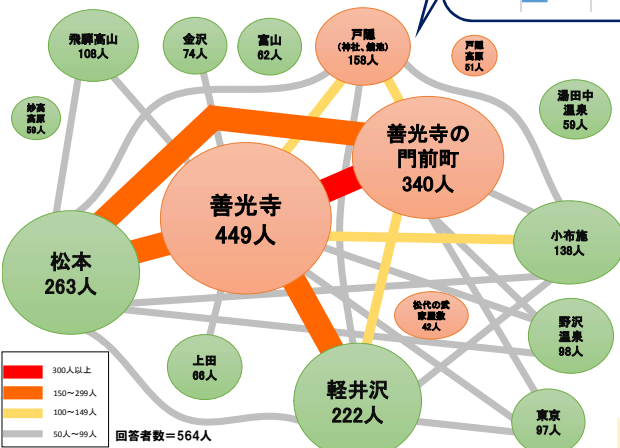 飛騨高山
108人
金沢
74人
富山
62人
戸隠
(神社、鏡池)
158人
戸隠
高原
51人
妙高
高原
59人
湯田中
温泉
59人
善光寺の
門前町
340人
善光寺
449人
松本
263人
小布施
138人
松代の武
家屋敷
42人
野沢
温泉
98人
上田
66人
軽井沢
222人
東京
97人
300人以上
150～299人
100～149人
50人～99人
回答者数＝564人